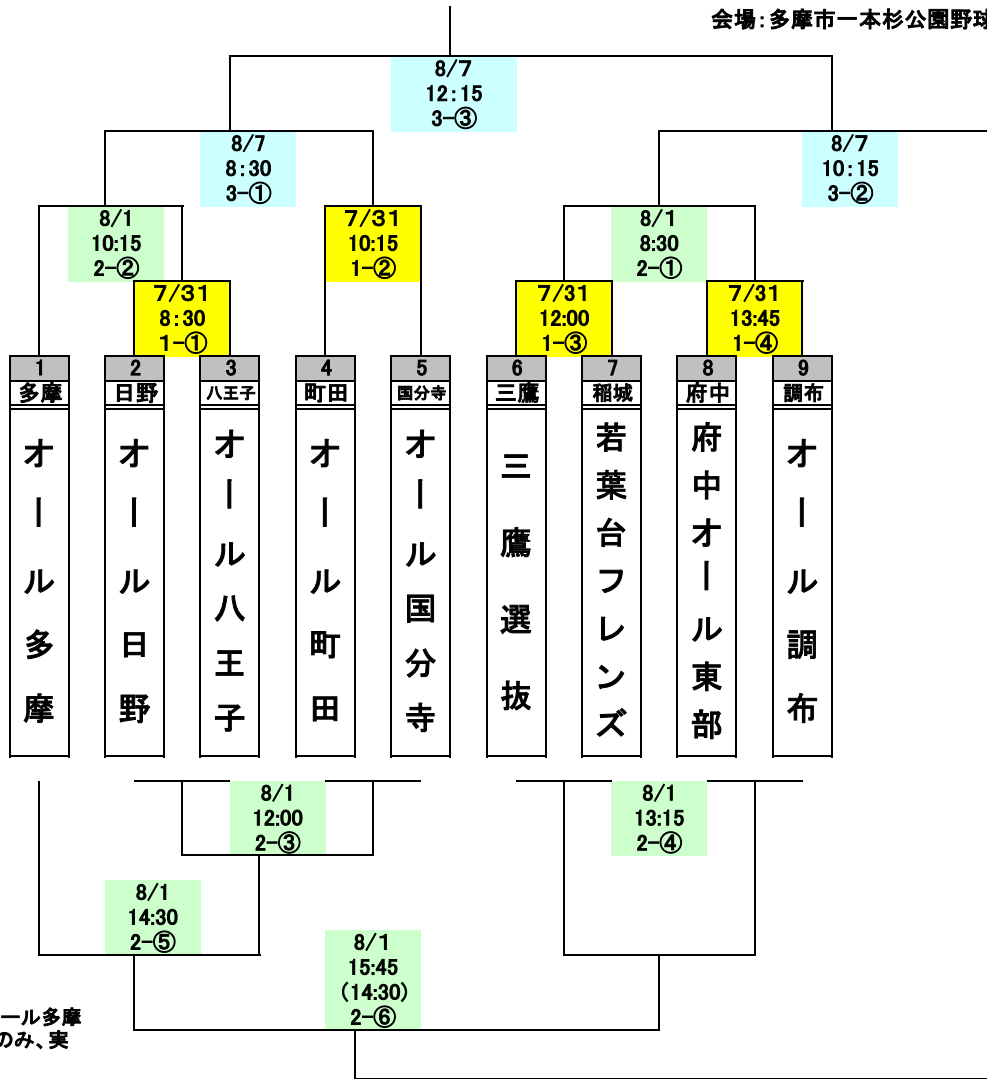 会場：多摩市一本杉公園野球
8/7
12：15
3-③
8/7
8：30
3-①
8/7
10：15
3-②
8/1
10:15
2-②
7/31
10:15
1-②
8/1
8:30
2-①
7/31
8：30
1-①
7/31
12:00
1-③
7/31
13:45
1-④
1 2 3 4 5 6 7 8 9
多摩 日野 八王子 町田 国分寺 三鷹 稲城 府中 調布
オール多摩
オール日野
オール八王子
オール町田
オール国分寺
三鷹選抜
若葉台フレンズ
府中オール東部
オール調布
8/1
12:00
2-③
8/1
13:15
2-④
8/1
14:30
2-⑤
8/1
15:45
（14:30）
2-⑥
ール多摩
のみ、実